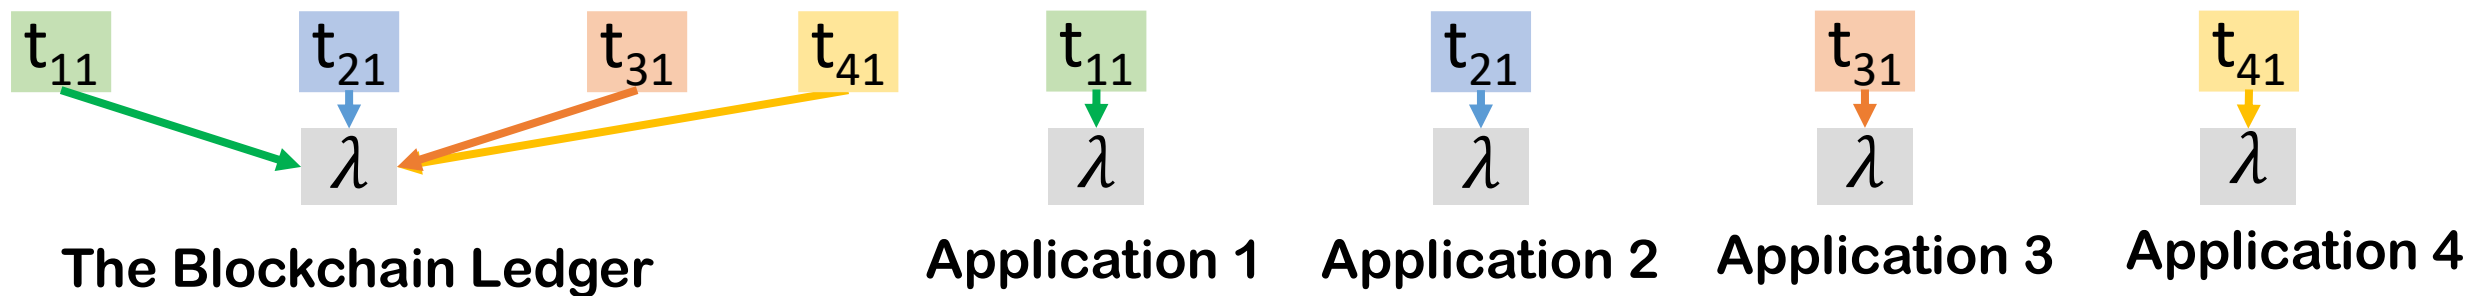 t₁₁ t₂₁ t₃₁ t₄₁ t₁₁ t₂₁ t₃₁ t₄₁
λ λ λ λ λ
The Blockchain Ledger Application 1 Application 2 Application 3 Application 4